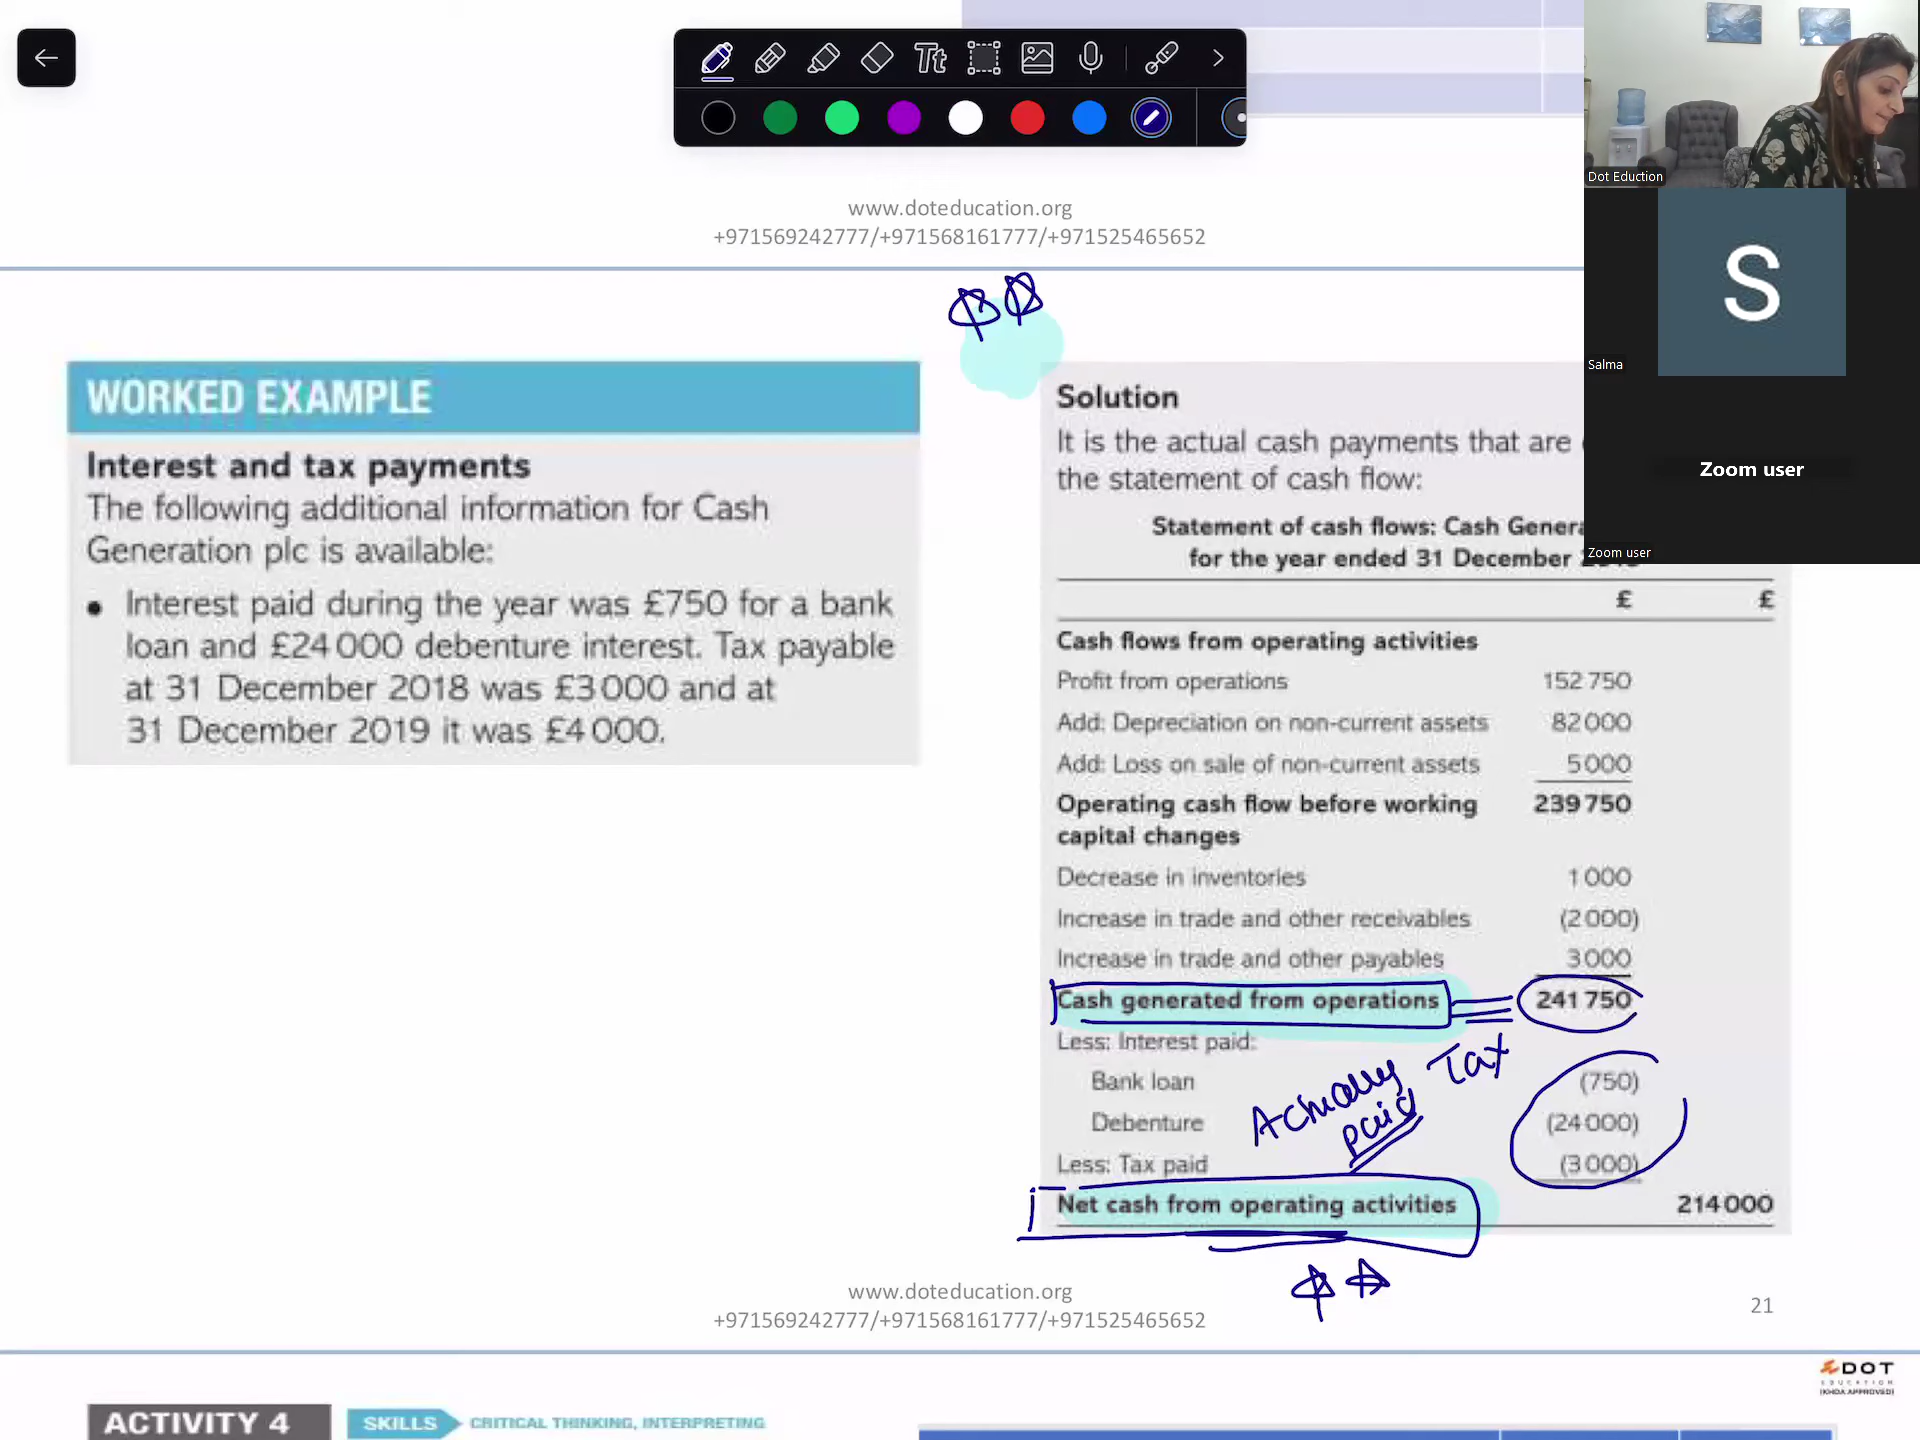 Tt
www.doteducation.org
+971569242777/+971568161777/+971525465652
Dot Eduction
S
Salma
Zoom user
Zoom user
WORKED EXAMPLE
Interest and tax payments
The following additional information for Cash
Generation plc is available:
• Interest paid during the year was £750 for a bank
loan and £24 000 debenture interest. Tax payable
at 31 December 2018 was £3 000 and at
31 December 2019 it was £4 000.
Solution
It is the actual cash payments that are
the statement of cash flow:
Statement of cash flows: Cash Genera
for the year ended 31 December
£ £
Cash flows from operating activities
Profit from operations 152 750
Add: Depreciation on non-current assets 82 000
Add: Loss on sale of non-current assets 5 000
Operating cash flow before working 239 750
capital changes
Decrease in inventories 1 000
Increase in trade and other receivables (2 000)
Increase in trade and other payables 3 000
Cash generated from operations 241 750
Less: Interest paid:
Bank loan (750)
Debenture (24 000)
Less: Tax paid (3 000)
Actually Tax
paid
Net cash from operating activities 214 000
www.doteducation.org
+971569242777/+971568161777/+971525465652
21
DOT
EDUCATION
(KHDA APPROVED)
ACTIVITY 4 SKILLS CRITICAL THINKING, INTERPRETING